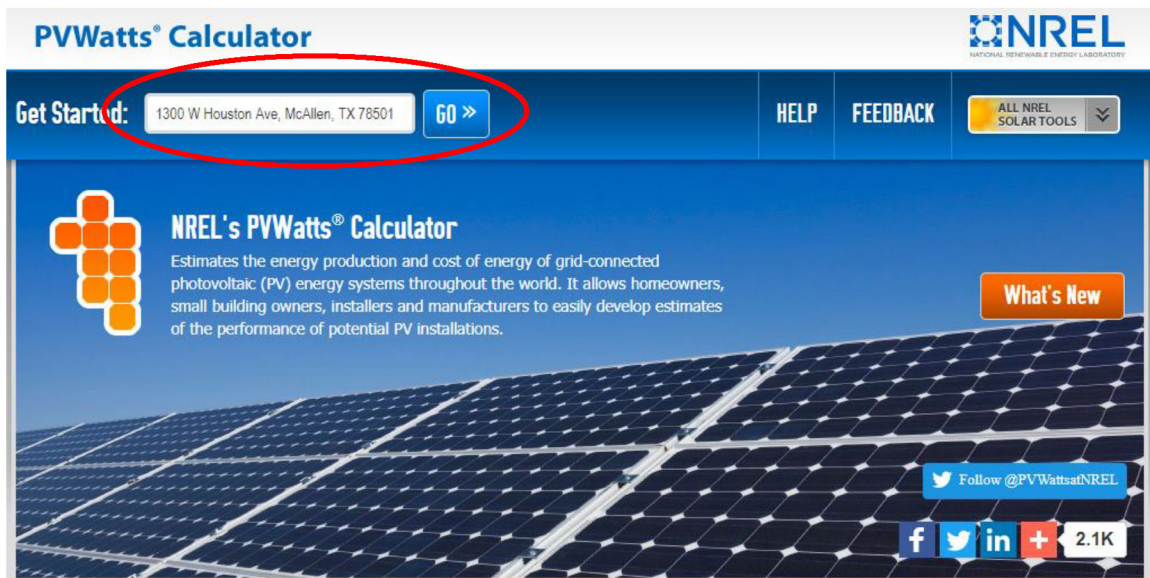 PVWatts® Calculator
NREL
NATIONAL RENEWABLE ENERGY LABORATORY
Get Started:
1300 W Houston Ave, McAllen, TX 78501
GO »
HELP
FEEDBACK
ALL NREL
SOLAR TOOLS
NREL's PVWatts® Calculator
Estimates the energy production and cost of energy of grid-connected
photovoltaic (PV) energy systems throughout the world. It allows homeowners,
small building owners, installers and manufacturers to easily develop estimates
of the performance of potential PV installations.
What's New
Follow @PVWattsatNREL
f
in
+
2.1K